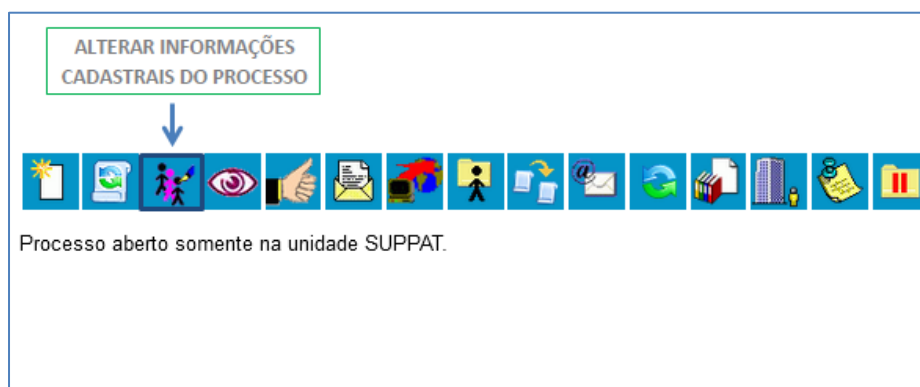 ALTERAR INFORMAÇÕES
CADASTRAIS DO PROCESSO
Processo aberto somente na unidade SUPPAT.